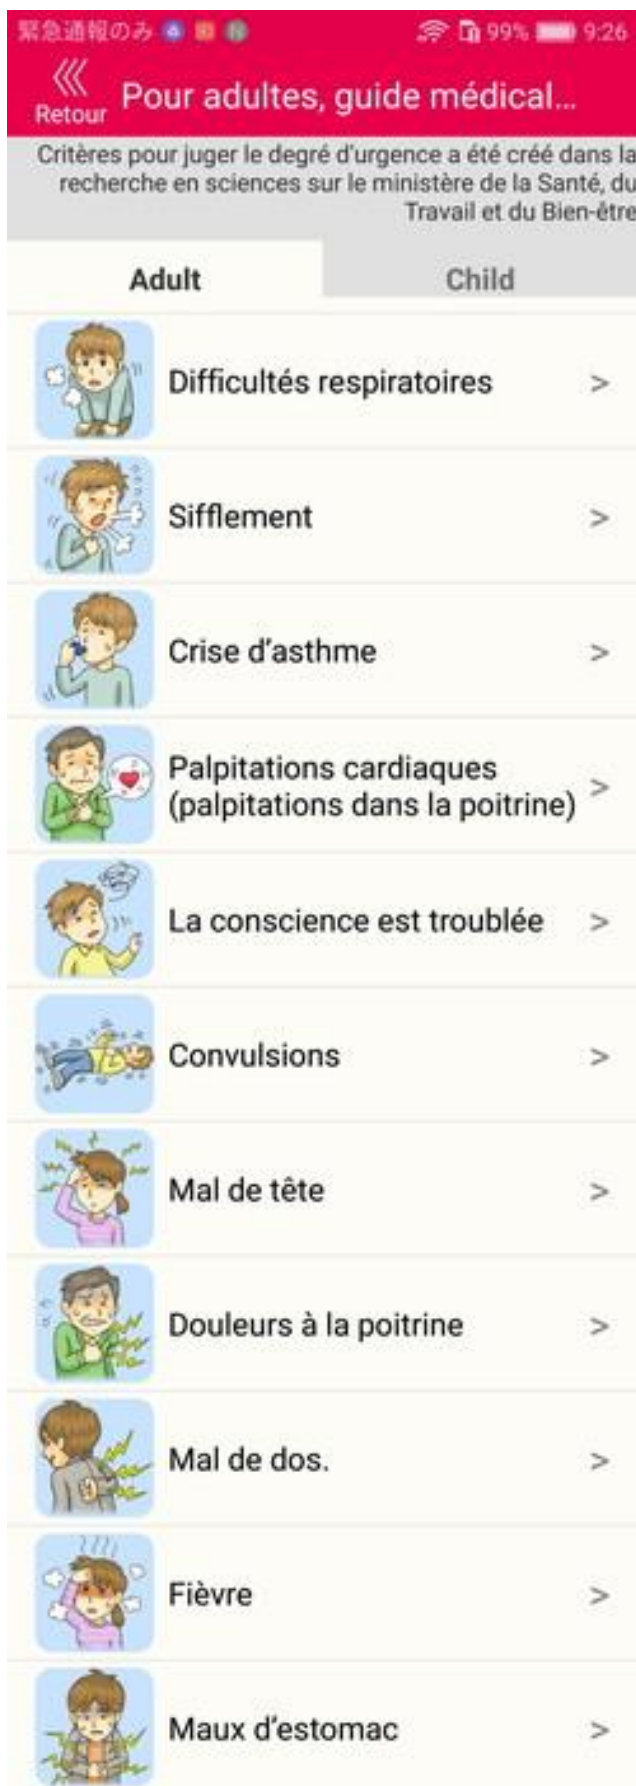 緊急通報のみ 99% 9:26
Retour Pour adultes, guide médical...
Critères pour juger le degré d'urgence a été créé dans la
recherche en sciences sur le ministère de la Santé, du
Travail et du Bien-être
Adult Child
Difficultés respiratoires >
Sifflement >
Crise d'asthme >
Palpitations cardiaques
(palpitations dans la poitrine) >
La conscience est troublée >
Convulsions >
Mal de tête >
Douleurs à la poitrine >
Mal de dos. >
Fièvre >
Maux d'estomac >